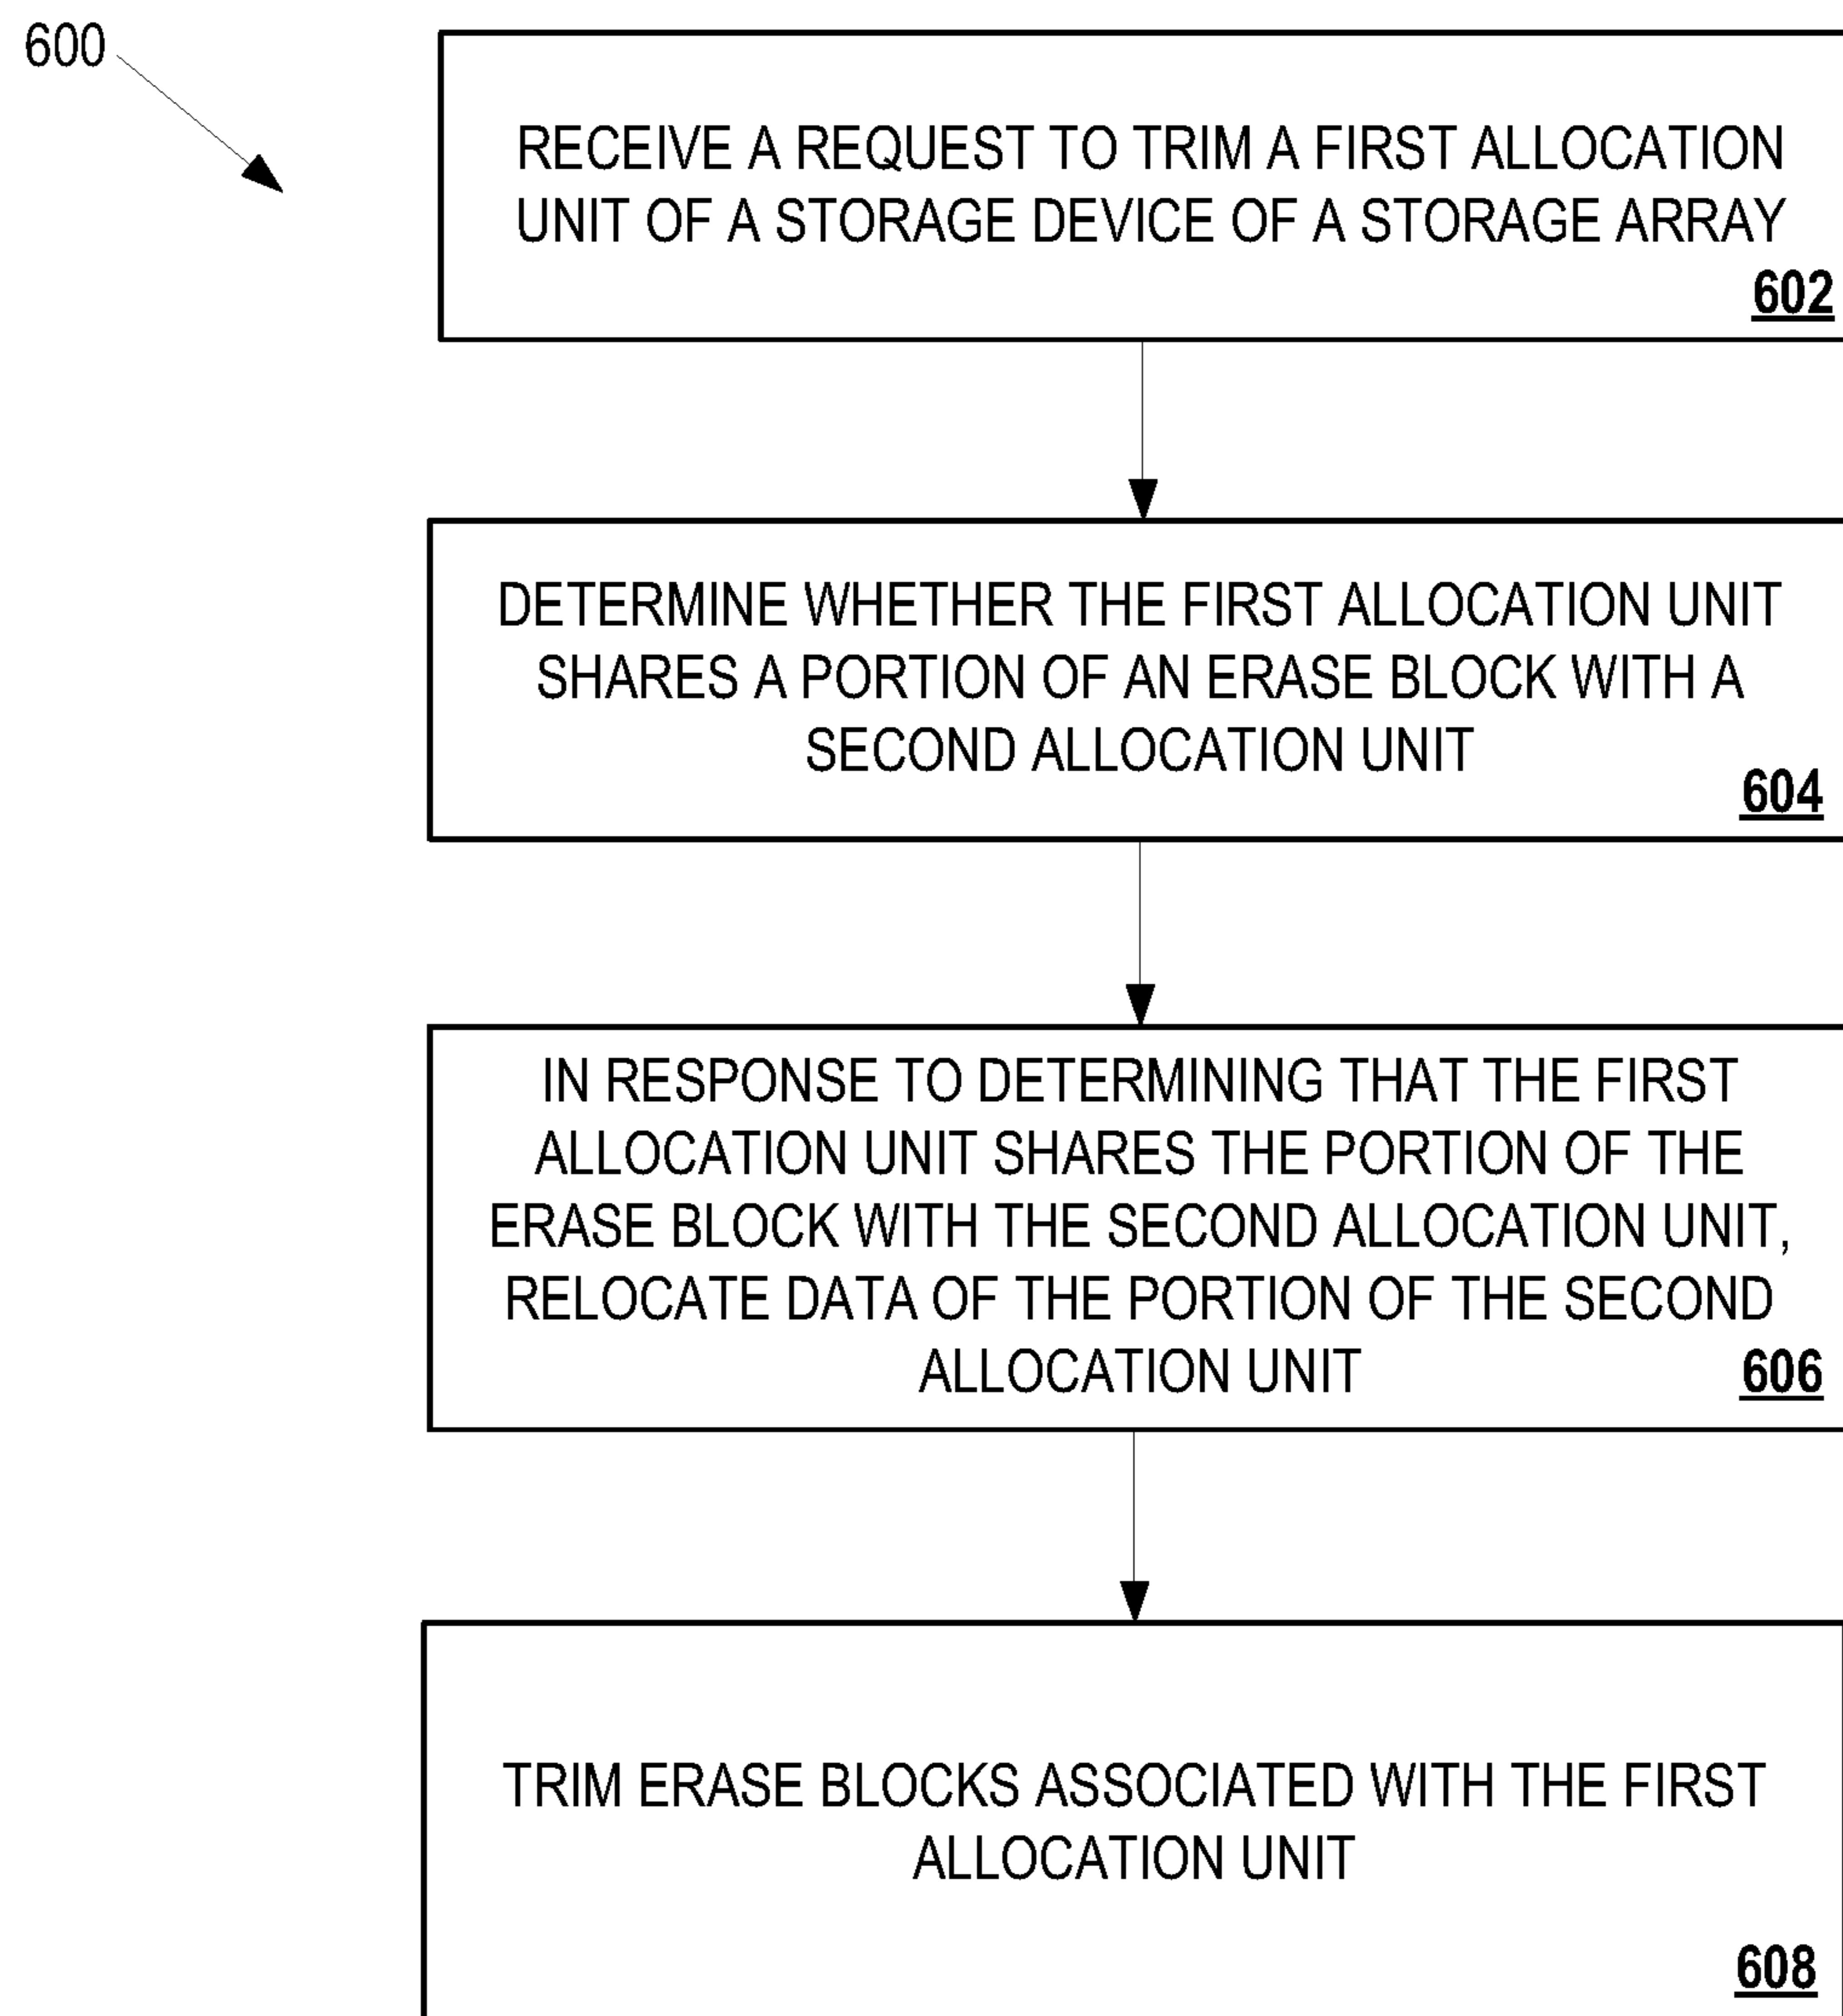 600
RECEIVE A REQUEST TO TRIM A FIRST ALLOCATION
UNIT OF A STORAGE DEVICE OF A STORAGE ARRAY
602
DETERMINE WHETHER THE FIRST ALLOCATION UNIT
SHARES A PORTION OF AN ERASE BLOCK WITH A
SECOND ALLOCATION UNIT
604
IN RESPONSE TO DETERMINING THAT THE FIRST
ALLOCATION UNIT SHARES THE PORTION OF THE
ERASE BLOCK WITH THE SECOND ALLOCATION UNIT,
RELOCATE DATA OF THE PORTION OF THE SECOND
ALLOCATION UNIT
606
TRIM ERASE BLOCKS ASSOCIATED WITH THE FIRST
ALLOCATION UNIT
608